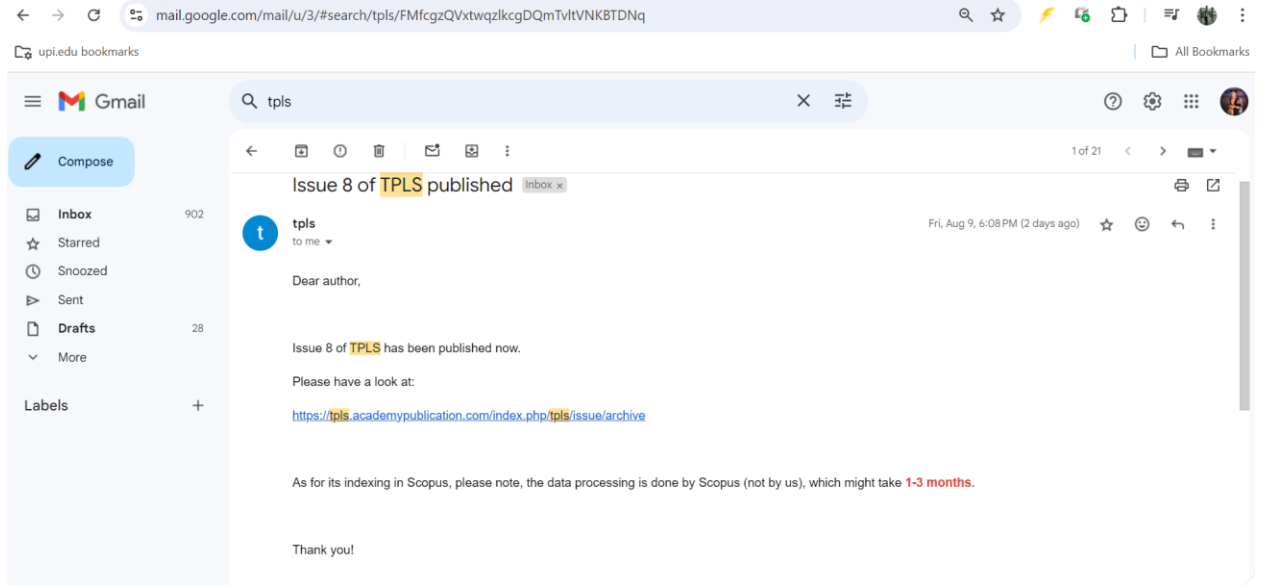 mail.google.com/mail/u/3/#search/tpls/FMfcgzQVxtwqzlkcgDQmTvltVNKBTDNq
upi.edu bookmarks
All Bookmarks
Gmail
tpls
Compose
1 of 21
Issue 8 of TPLS published Inbox x
Inbox 902
t
tpls
Fri, Aug 9, 6:08 PM (2 days ago)
to me
Starred
Snoozed
Dear author,
Sent
Drafts 28
Issue 8 of TPLS has been published now.
More
Please have a look at:
Labels +
https://tpls.academypublication.com/index.php/tpls/issue/archive
As for its indexing in Scopus, please note, the data processing is done by Scopus (not by us), which might take 1-3 months.
Thank you!